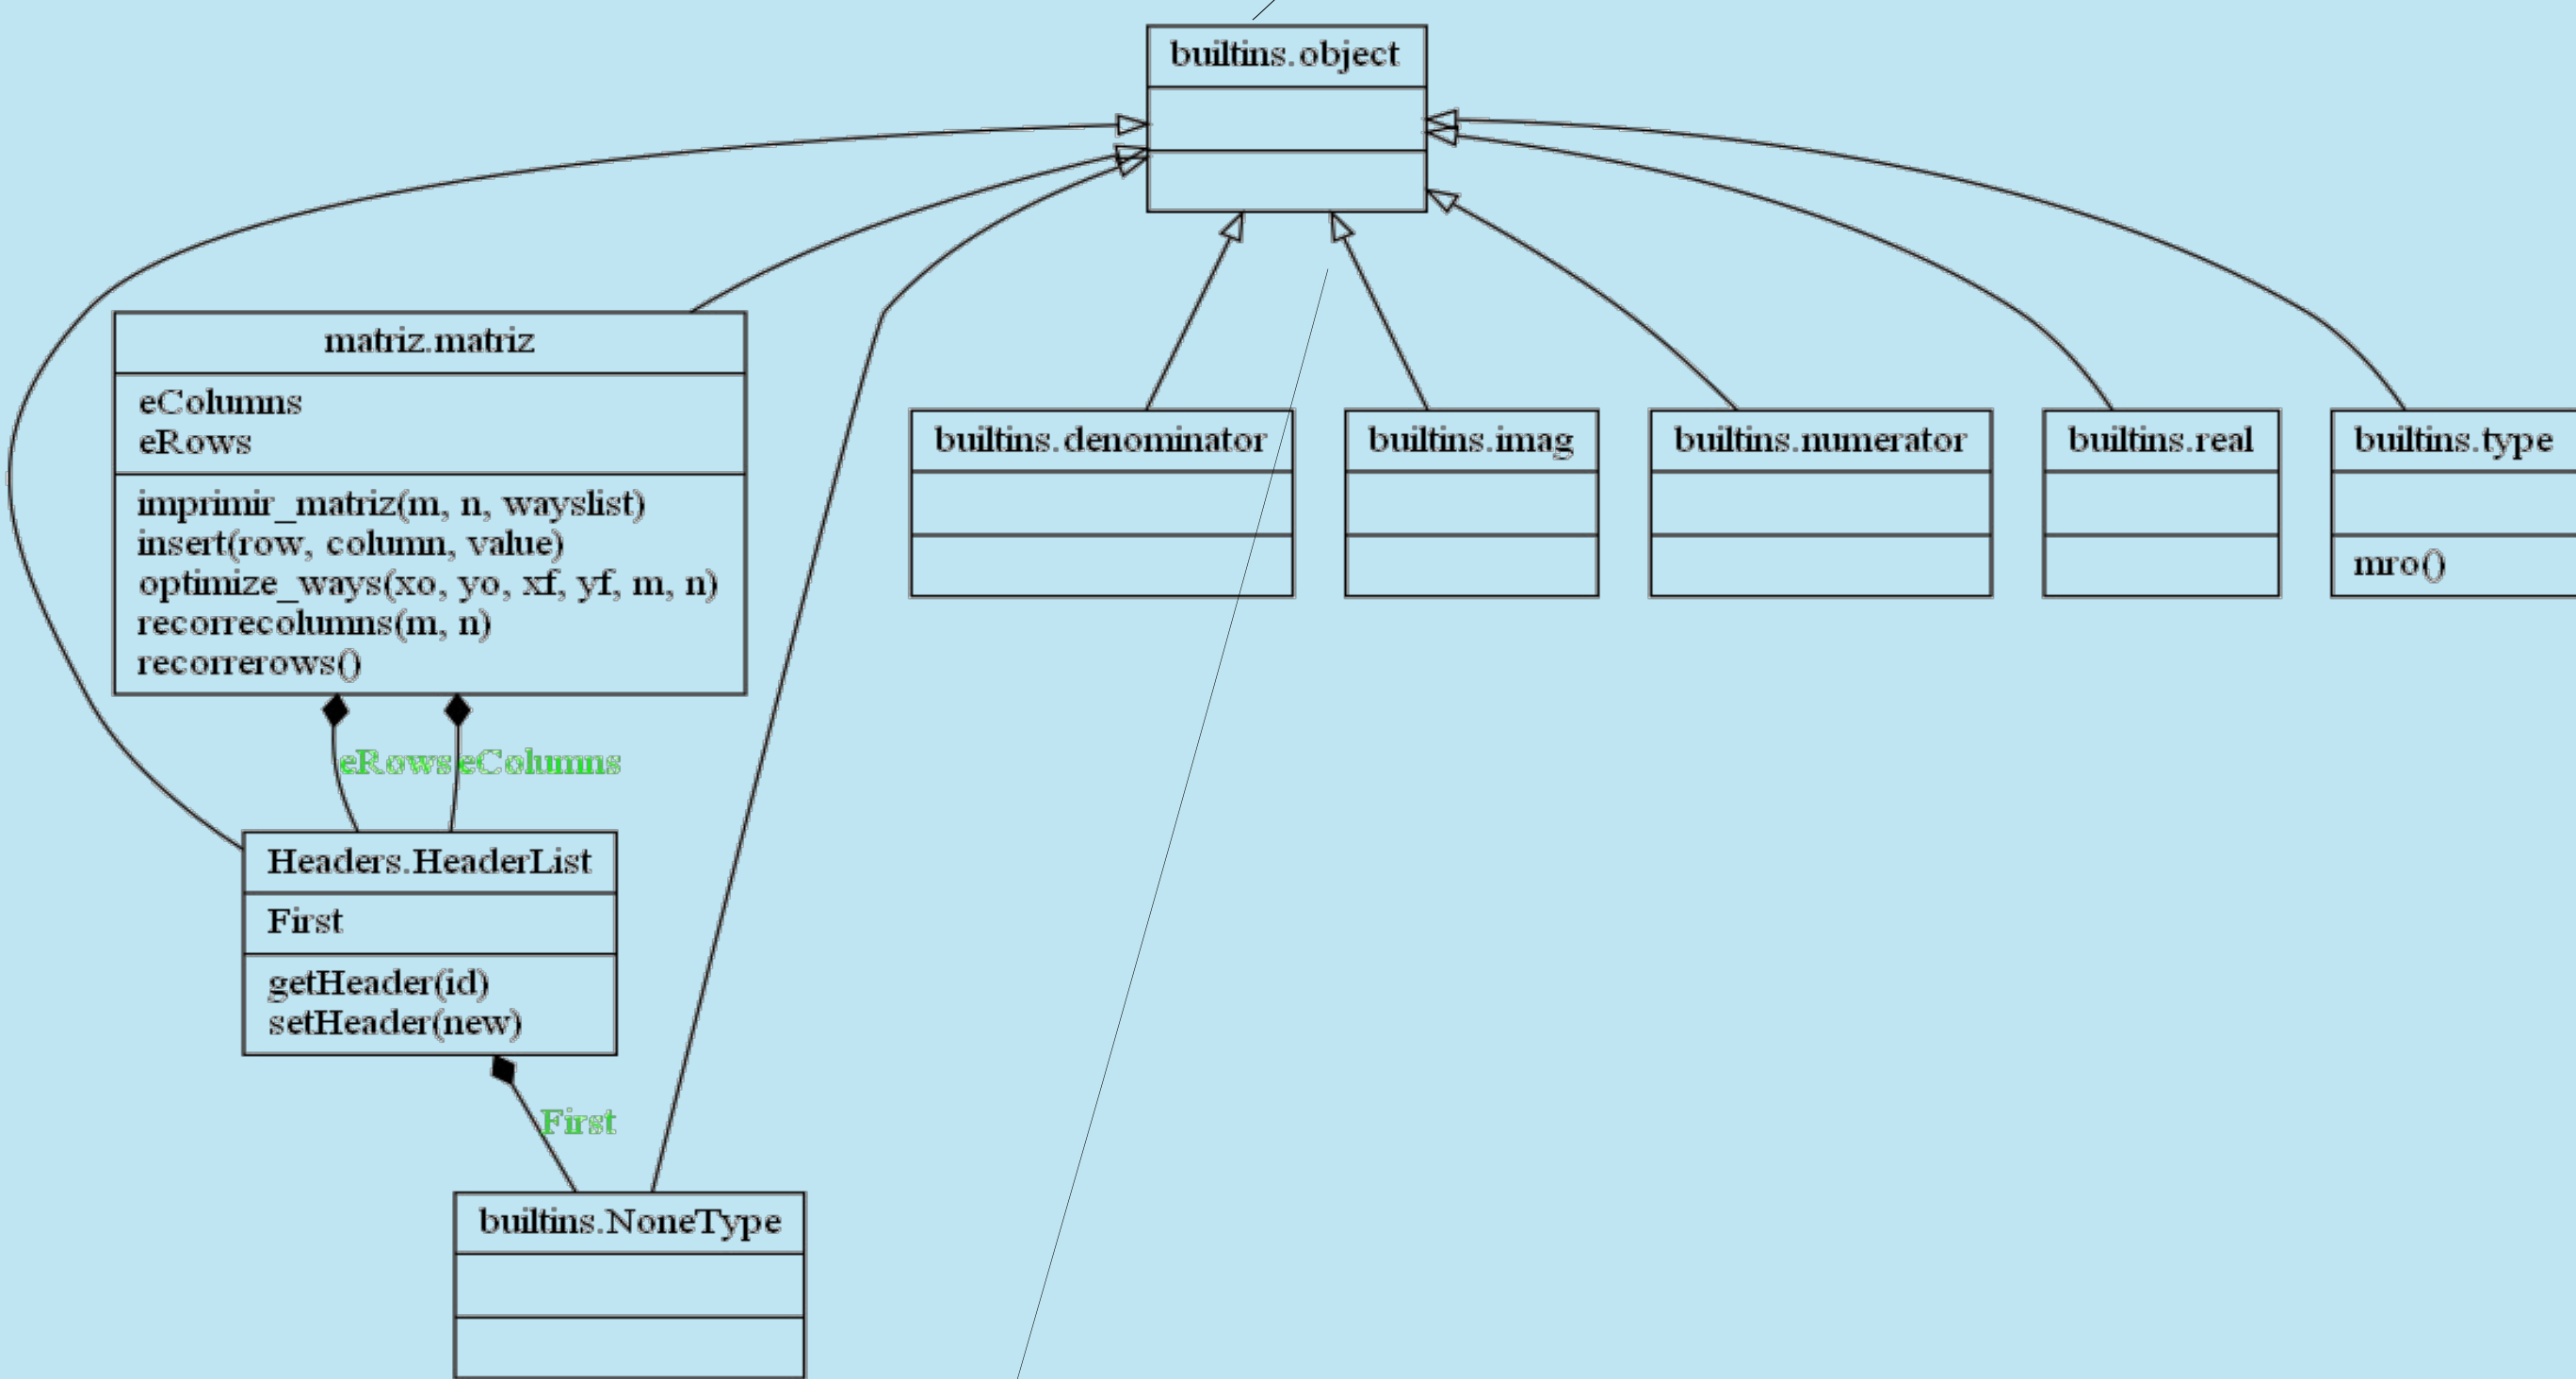 builtins.object
matriz.matriz
eColumns
eRows
imprimir_matriz(m, n, wayslist)
insert(row, column, value)
optimize_ways(xo, yo, xf, yf, m, n)
recorrecolumns(m, n)
recorrerows()
builtins.denominator
builtins.imag
builtins.numerator
builtins.real
builtins.type
mro()
eRows
eColumns
Headers.HeaderList
First
getHeader(id)
setHeader(new)
First
builtins.NoneType